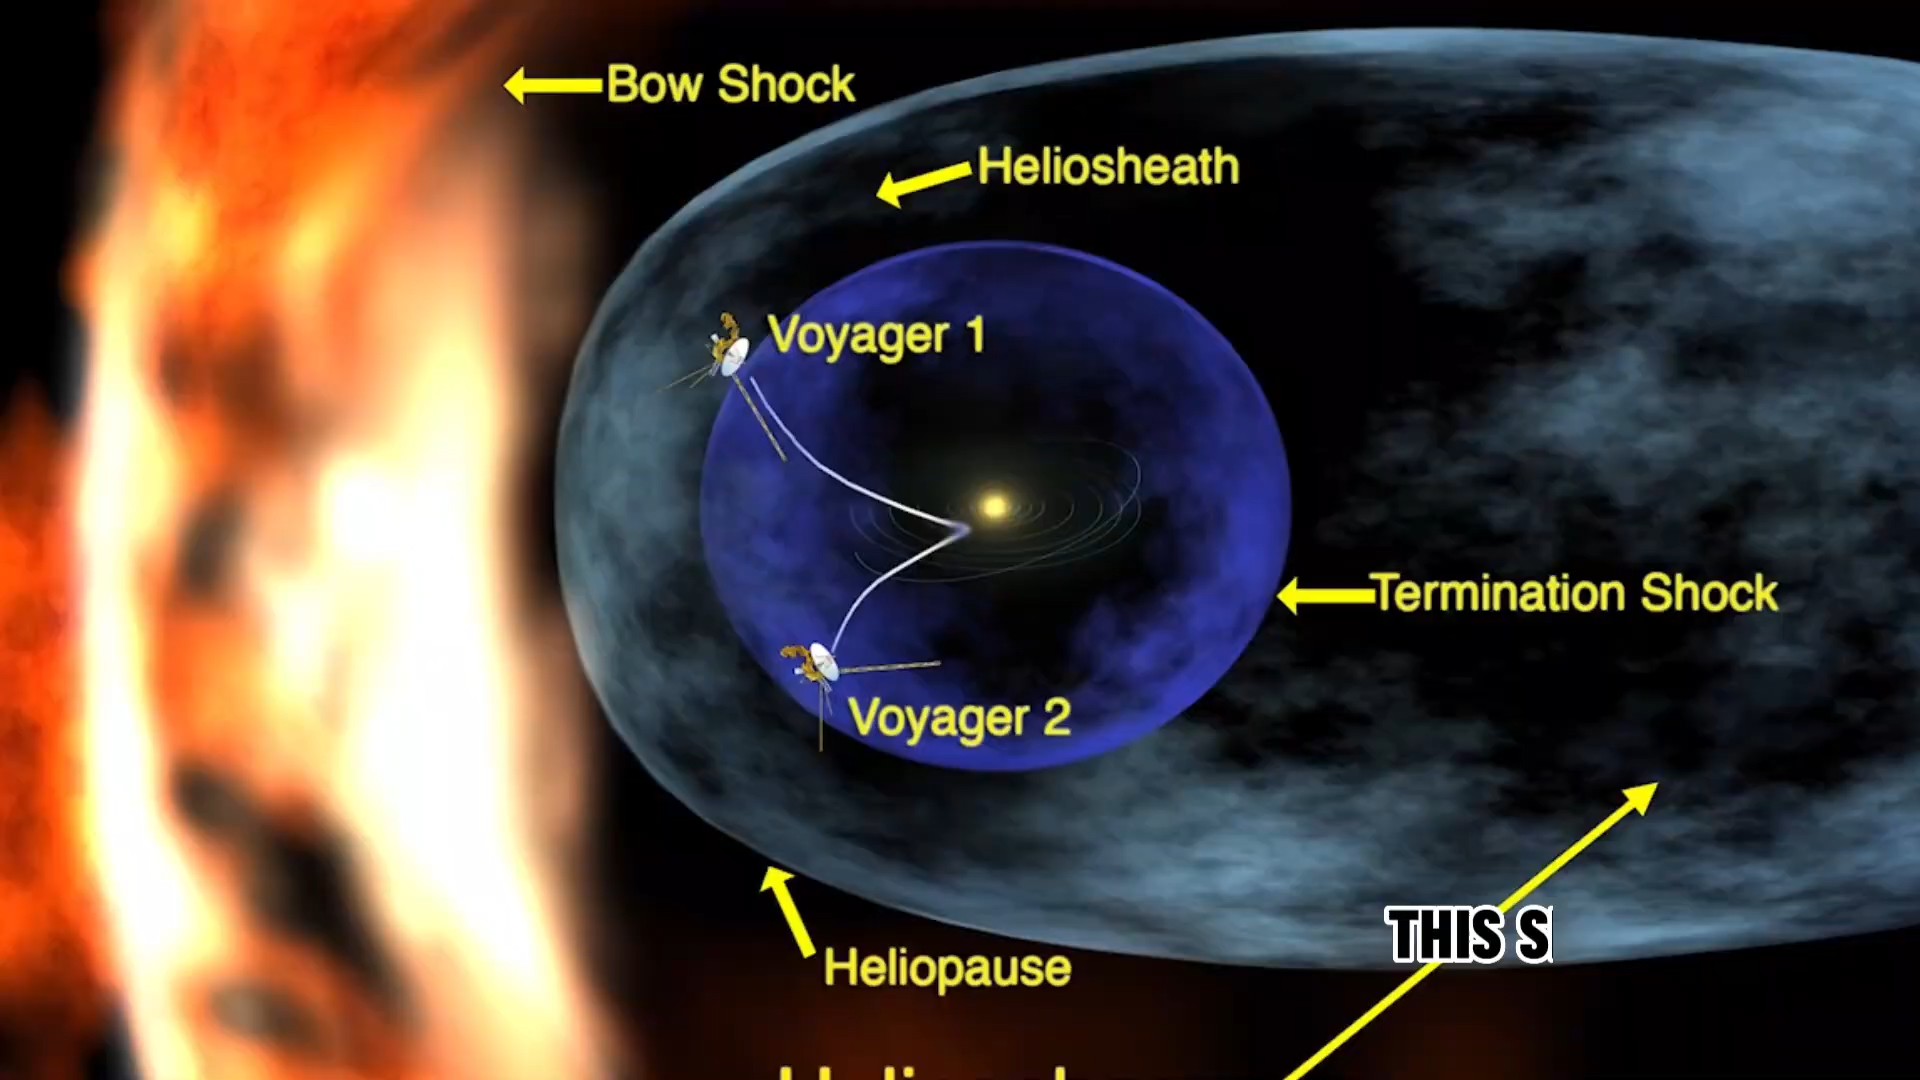 Bow Shock
Heliosheath
Voyager 1
Termination Shock
Voyager 2
THIS S
Heliopause